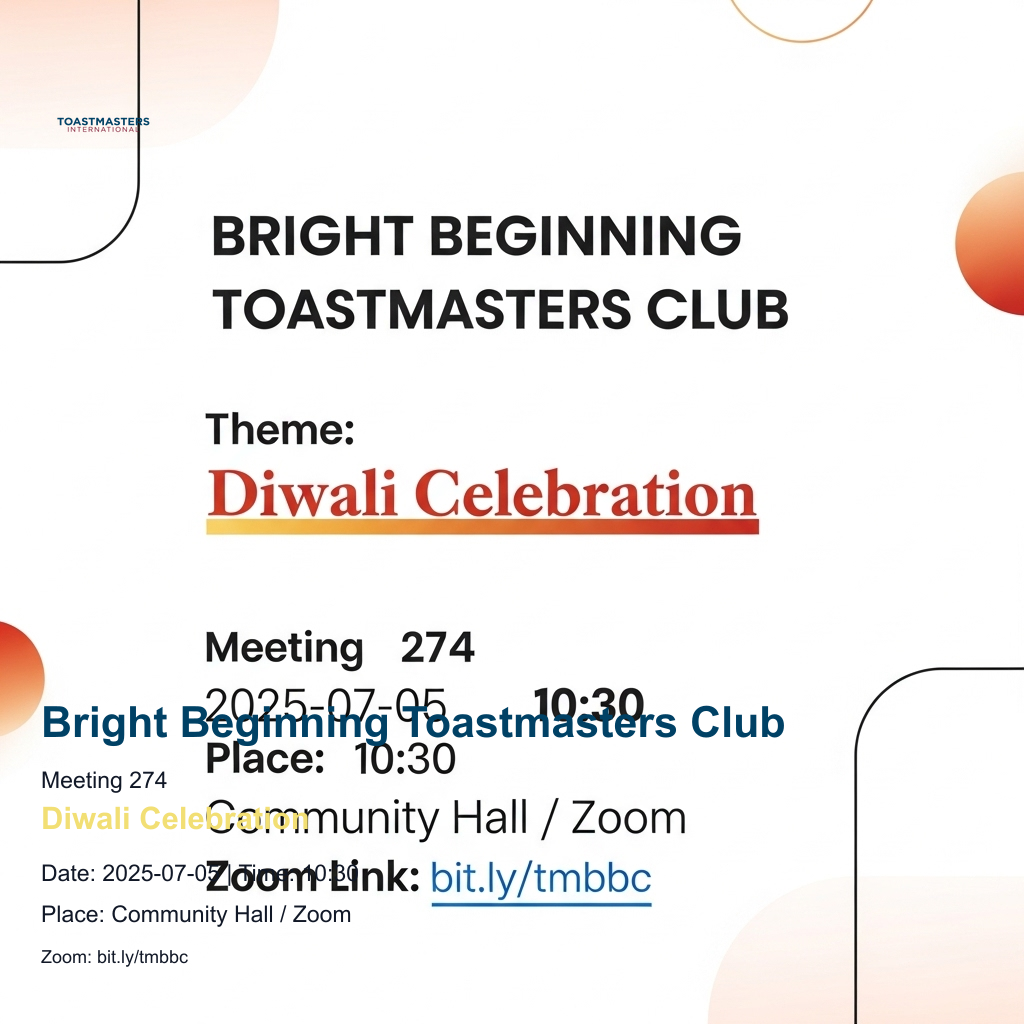 TOASTMASTERS
INTERNATIONAL
BRIGHT BEGINNING
TOASTMASTERS CLUB
Theme:
Diwali Celebration
Meeting 274
2025-07-05 10:30
Bright Beginning Toastmasters Club
Place: 10:30
Meeting 274
Community Hall / Zoom
Diwali Celebration
Zoom Link: bit.ly/tmbbc
Date: 2025-07-05 | Time: 10:30
Place: Community Hall / Zoom
Zoom: bit.ly/tmbbc